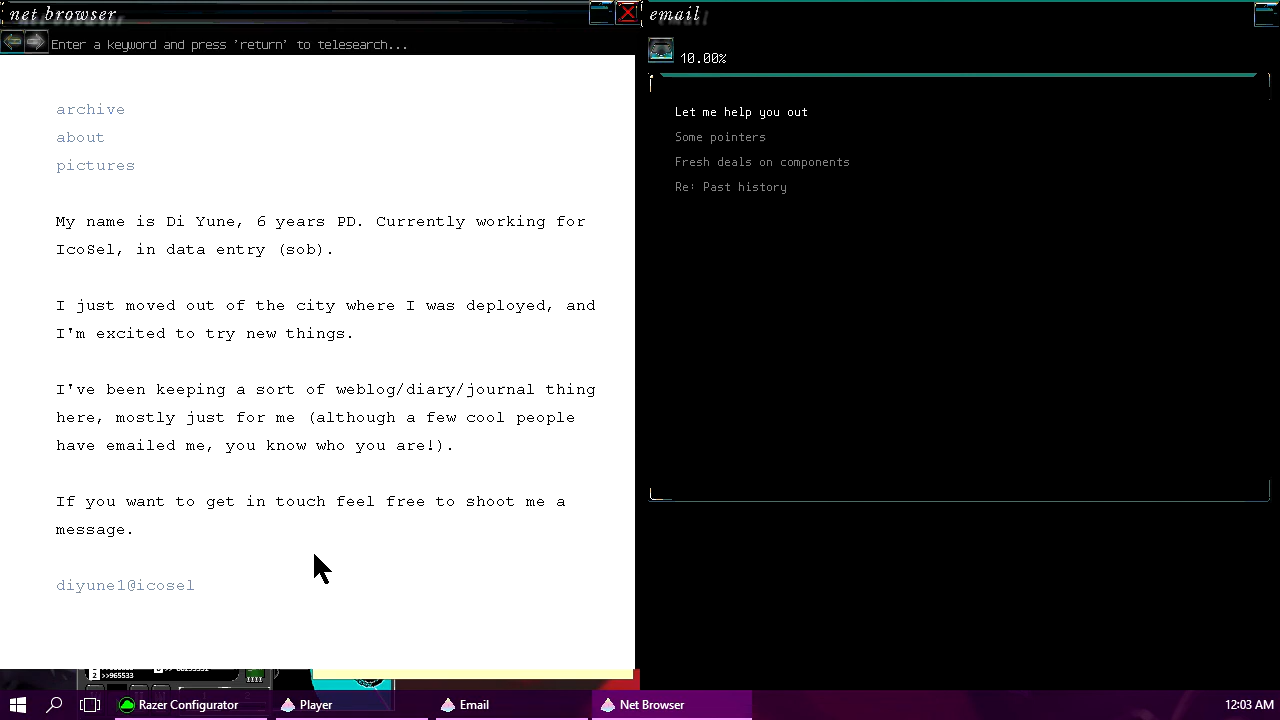 net browser
Enter a keyword and press 'return' to telesearch...
archive
about
pictures
My name is Di Yune, 6 years PD. Currently working for
IcoSel, in data entry (sob).
I just moved out of the city where I was deployed, and
I'm excited to try new things.
I've been keeping a sort of weblog/diary/journal thing
here, mostly just for me (although a few cool people
have emailed me, you know who you are!).
If you want to get in touch feel free to shoot me a
message.
diyune1@icosel
email
10.00%
Let me help you out
Some pointers
Fresh deals on components
Re: Past history
2 >>965533
Razer Configurator
Player
Email
Net Browser
12:03 AM